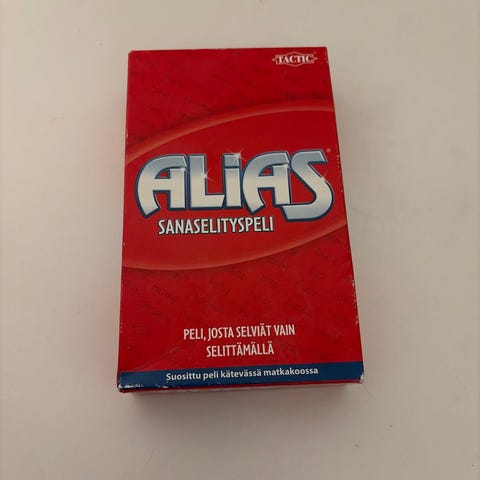 TACTIC
ALIAS®
SANASELITYSPELI
PELI, JOSTA SELVIÄT VAIN
SELITTÄMÄLLÄ
Suosittu peli kätevässä matkakoossa